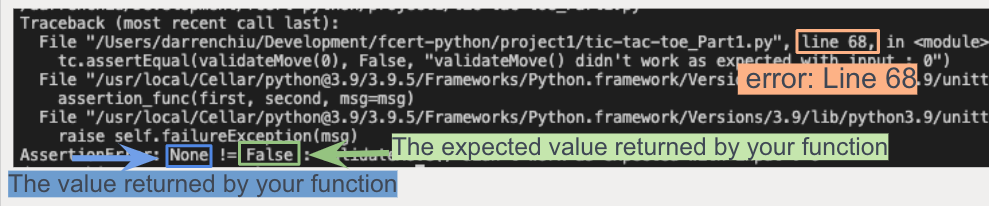 Traceback (most recent call last):
File "/Users/darrenchiu/Development/fcert-python/project1/tic-tac-toe_Part1.py", line 68, in <module>
tc.assertEqual(validateMove(0), False, "validateMove() didn't work as expected with input : 0")
error: Line 68
File "/usr/local/Cellar/python@3.9/3.9.5/Frameworks/Python.framework/Versions 3.9/unitt
assertion_func(first, second, msg=msg)
File "/usr/local/Cellar/python@3.9/3.9.5/Frameworks/Python.framework/Versions/3.9/lib/python3.9/unitt
raise self.failureException(msg)
The expected value returned by your function
AssertionError: None != False :
The value returned by your function